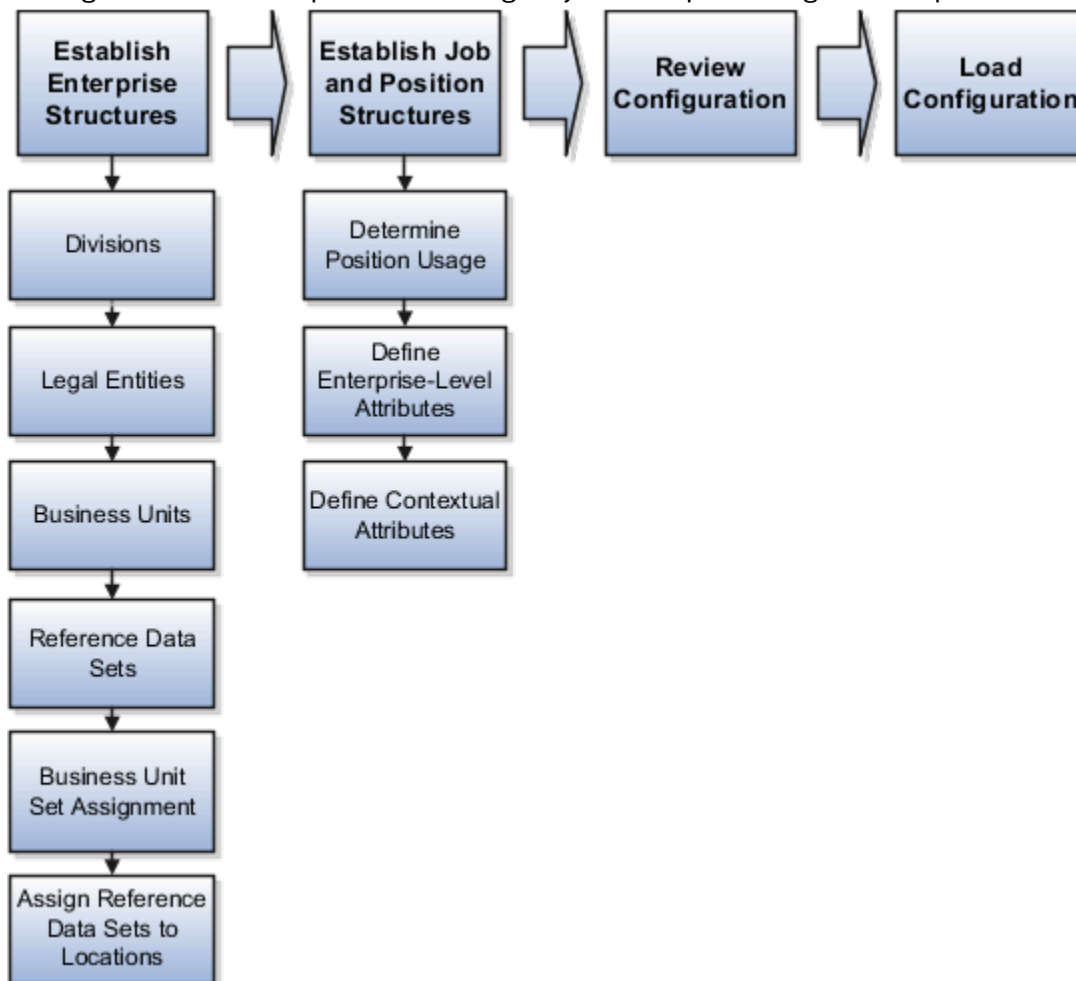 Establish
Enterprise
Structures
Establish Job
and Position
Structures
Review
Configuration
Load
Configuration
Divisions
Legal Entities
Business Units
Reference Data
Sets
Business Unit
Set Assignment
Assign Reference
Data Sets to
Locations
Determine
Position Usage
Define
Enterprise-Level
Attributes
Define Contextual
Attributes